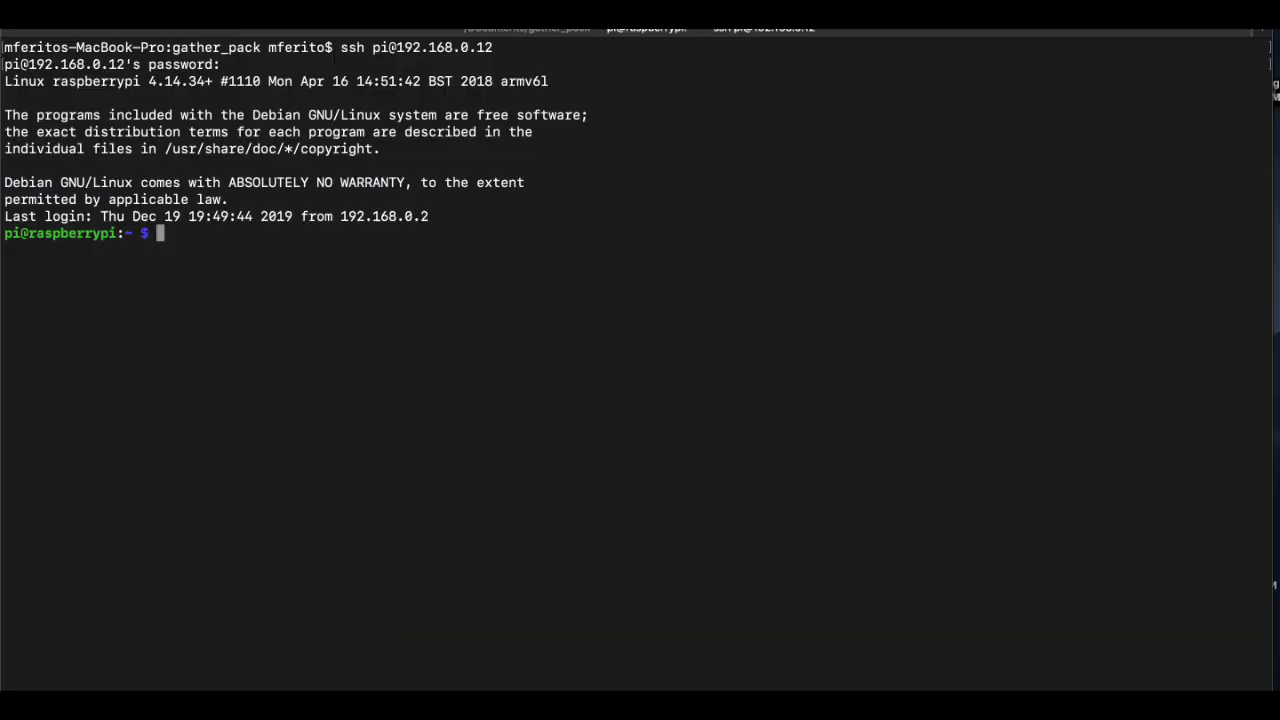 mferitos-MacBook-Pro:gather_pack mferito$ ssh pi@192.168.0.12
pi@192.168.0.12's password:
Linux raspberrypi 4.14.34+ #1110 Mon Apr 16 14:51:42 BST 2018 armv6l
The programs included with the Debian GNU/Linux system are free software;
the exact distribution terms for each program are described in the
individual files in /usr/share/doc/*/copyright.
Debian GNU/Linux comes with ABSOLUTELY NO WARRANTY, to the extent
permitted by applicable law.
Last login: Thu Dec 19 19:49:44 2019 from 192.168.0.2
pi@raspberrypi:~ $